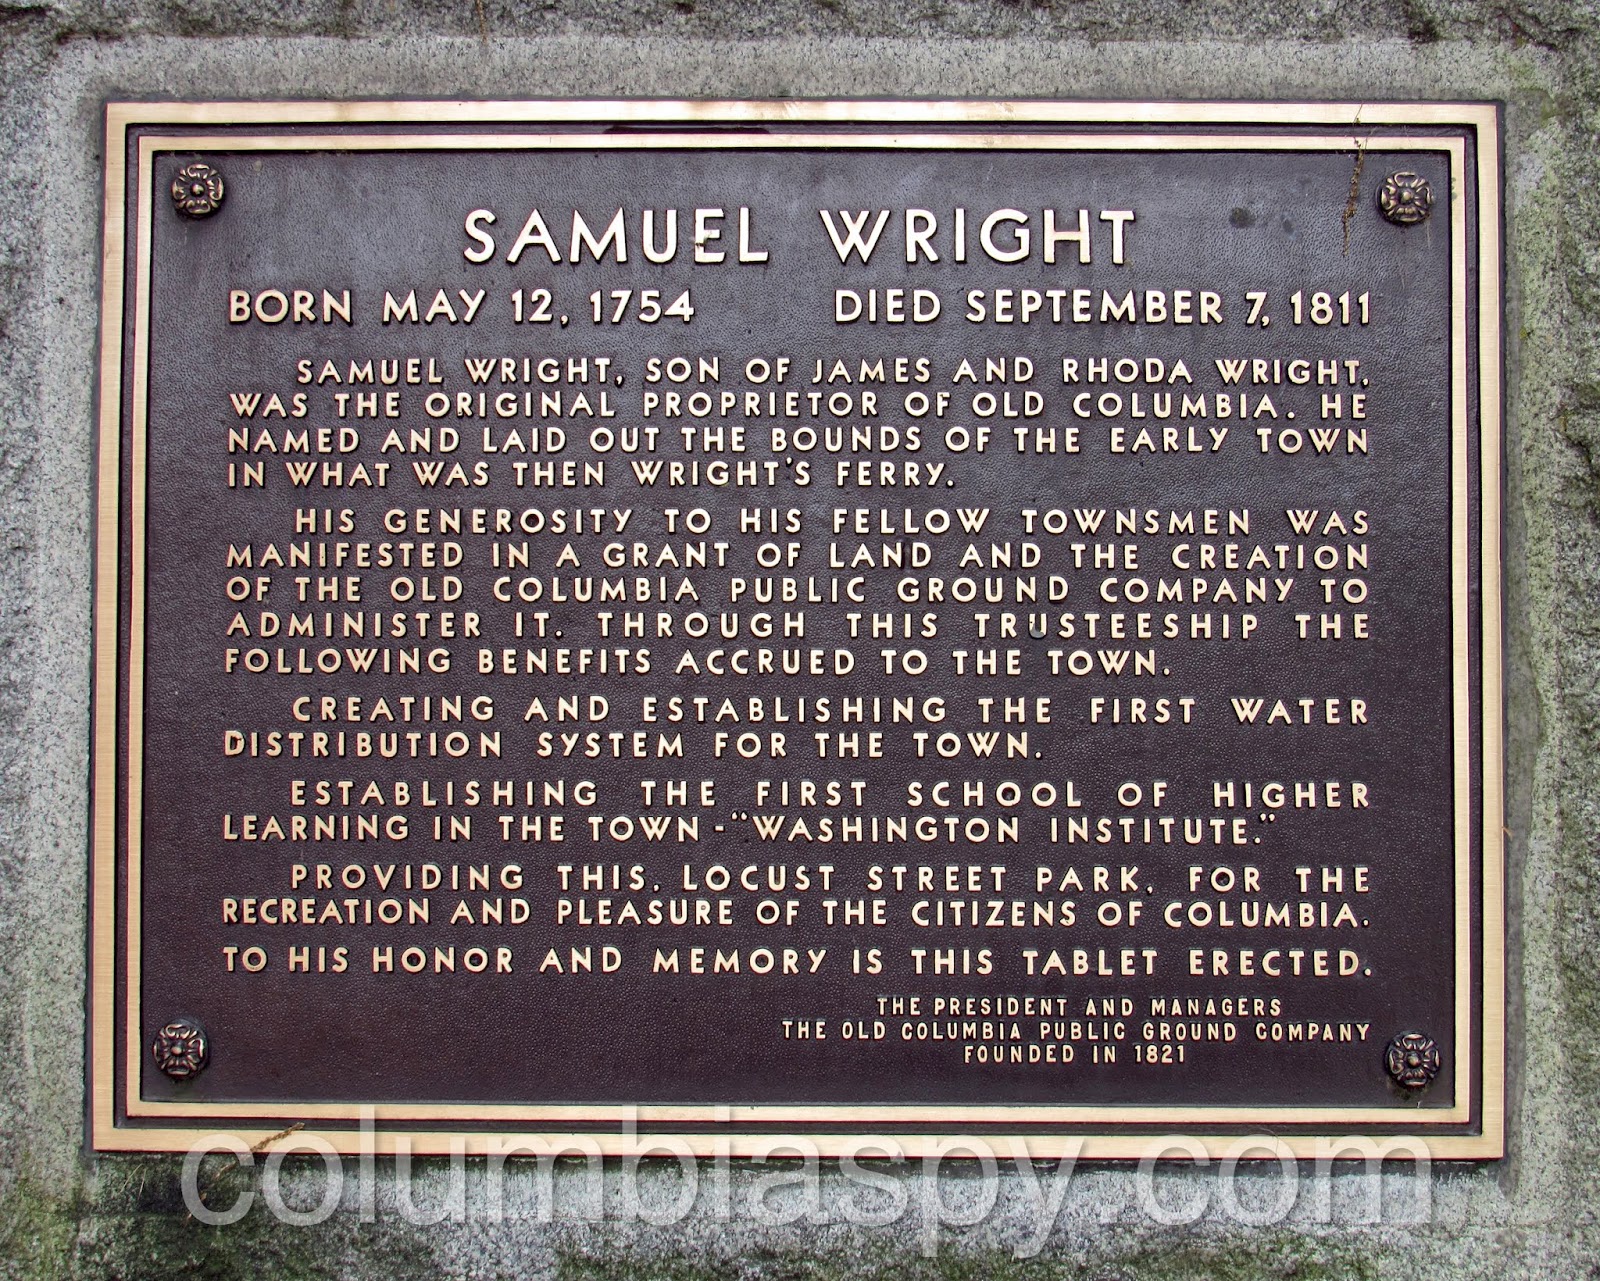 SAMUEL WRIGHT
BORN MAY 12, 1754 DIED SEPTEMBER 7, 1811
SAMUEL WRIGHT, SON OF JAMES AND RHODA WRIGHT,
WAS THE ORIGINAL PROPRIETOR OF OLD COLUMBIA. HE
NAMED AND LAID OUT THE BOUNDS OF THE EARLY TOWN
IN WHAT WAS THEN WRIGHT'S FERRY.
HIS GENEROSITY TO HIS FELLOW TOWNSMEN WAS
MANIFESTED IN A GRANT OF LAND AND THE CREATION
OF THE OLD COLUMBIA PUBLIC GROUND COMPANY TO
ADMINISTER IT. THROUGH THIS TRUSTEESHIP THE
FOLLOWING BENEFITS ACCRUED TO THE TOWN.
CREATING AND ESTABLISHING THE FIRST WATER
DISTRIBUTION SYSTEM FOR THE TOWN.
ESTABLISHING THE FIRST SCHOOL OF HIGHER
LEARNING IN THE TOWN - "WASHINGTON INSTITUTE."
PROVIDING THIS, LOCUST STREET PARK, FOR THE
RECREATION AND PLEASURE OF THE CITIZENS OF COLUMBIA.
TO HIS HONOR AND MEMORY IS THIS TABLET ERECTED.
THE PRESIDENT AND MANAGERS
THE OLD COLUMBIA PUBLIC GROUND COMPANY
FOUNDED IN 1821
columbiaspy.com